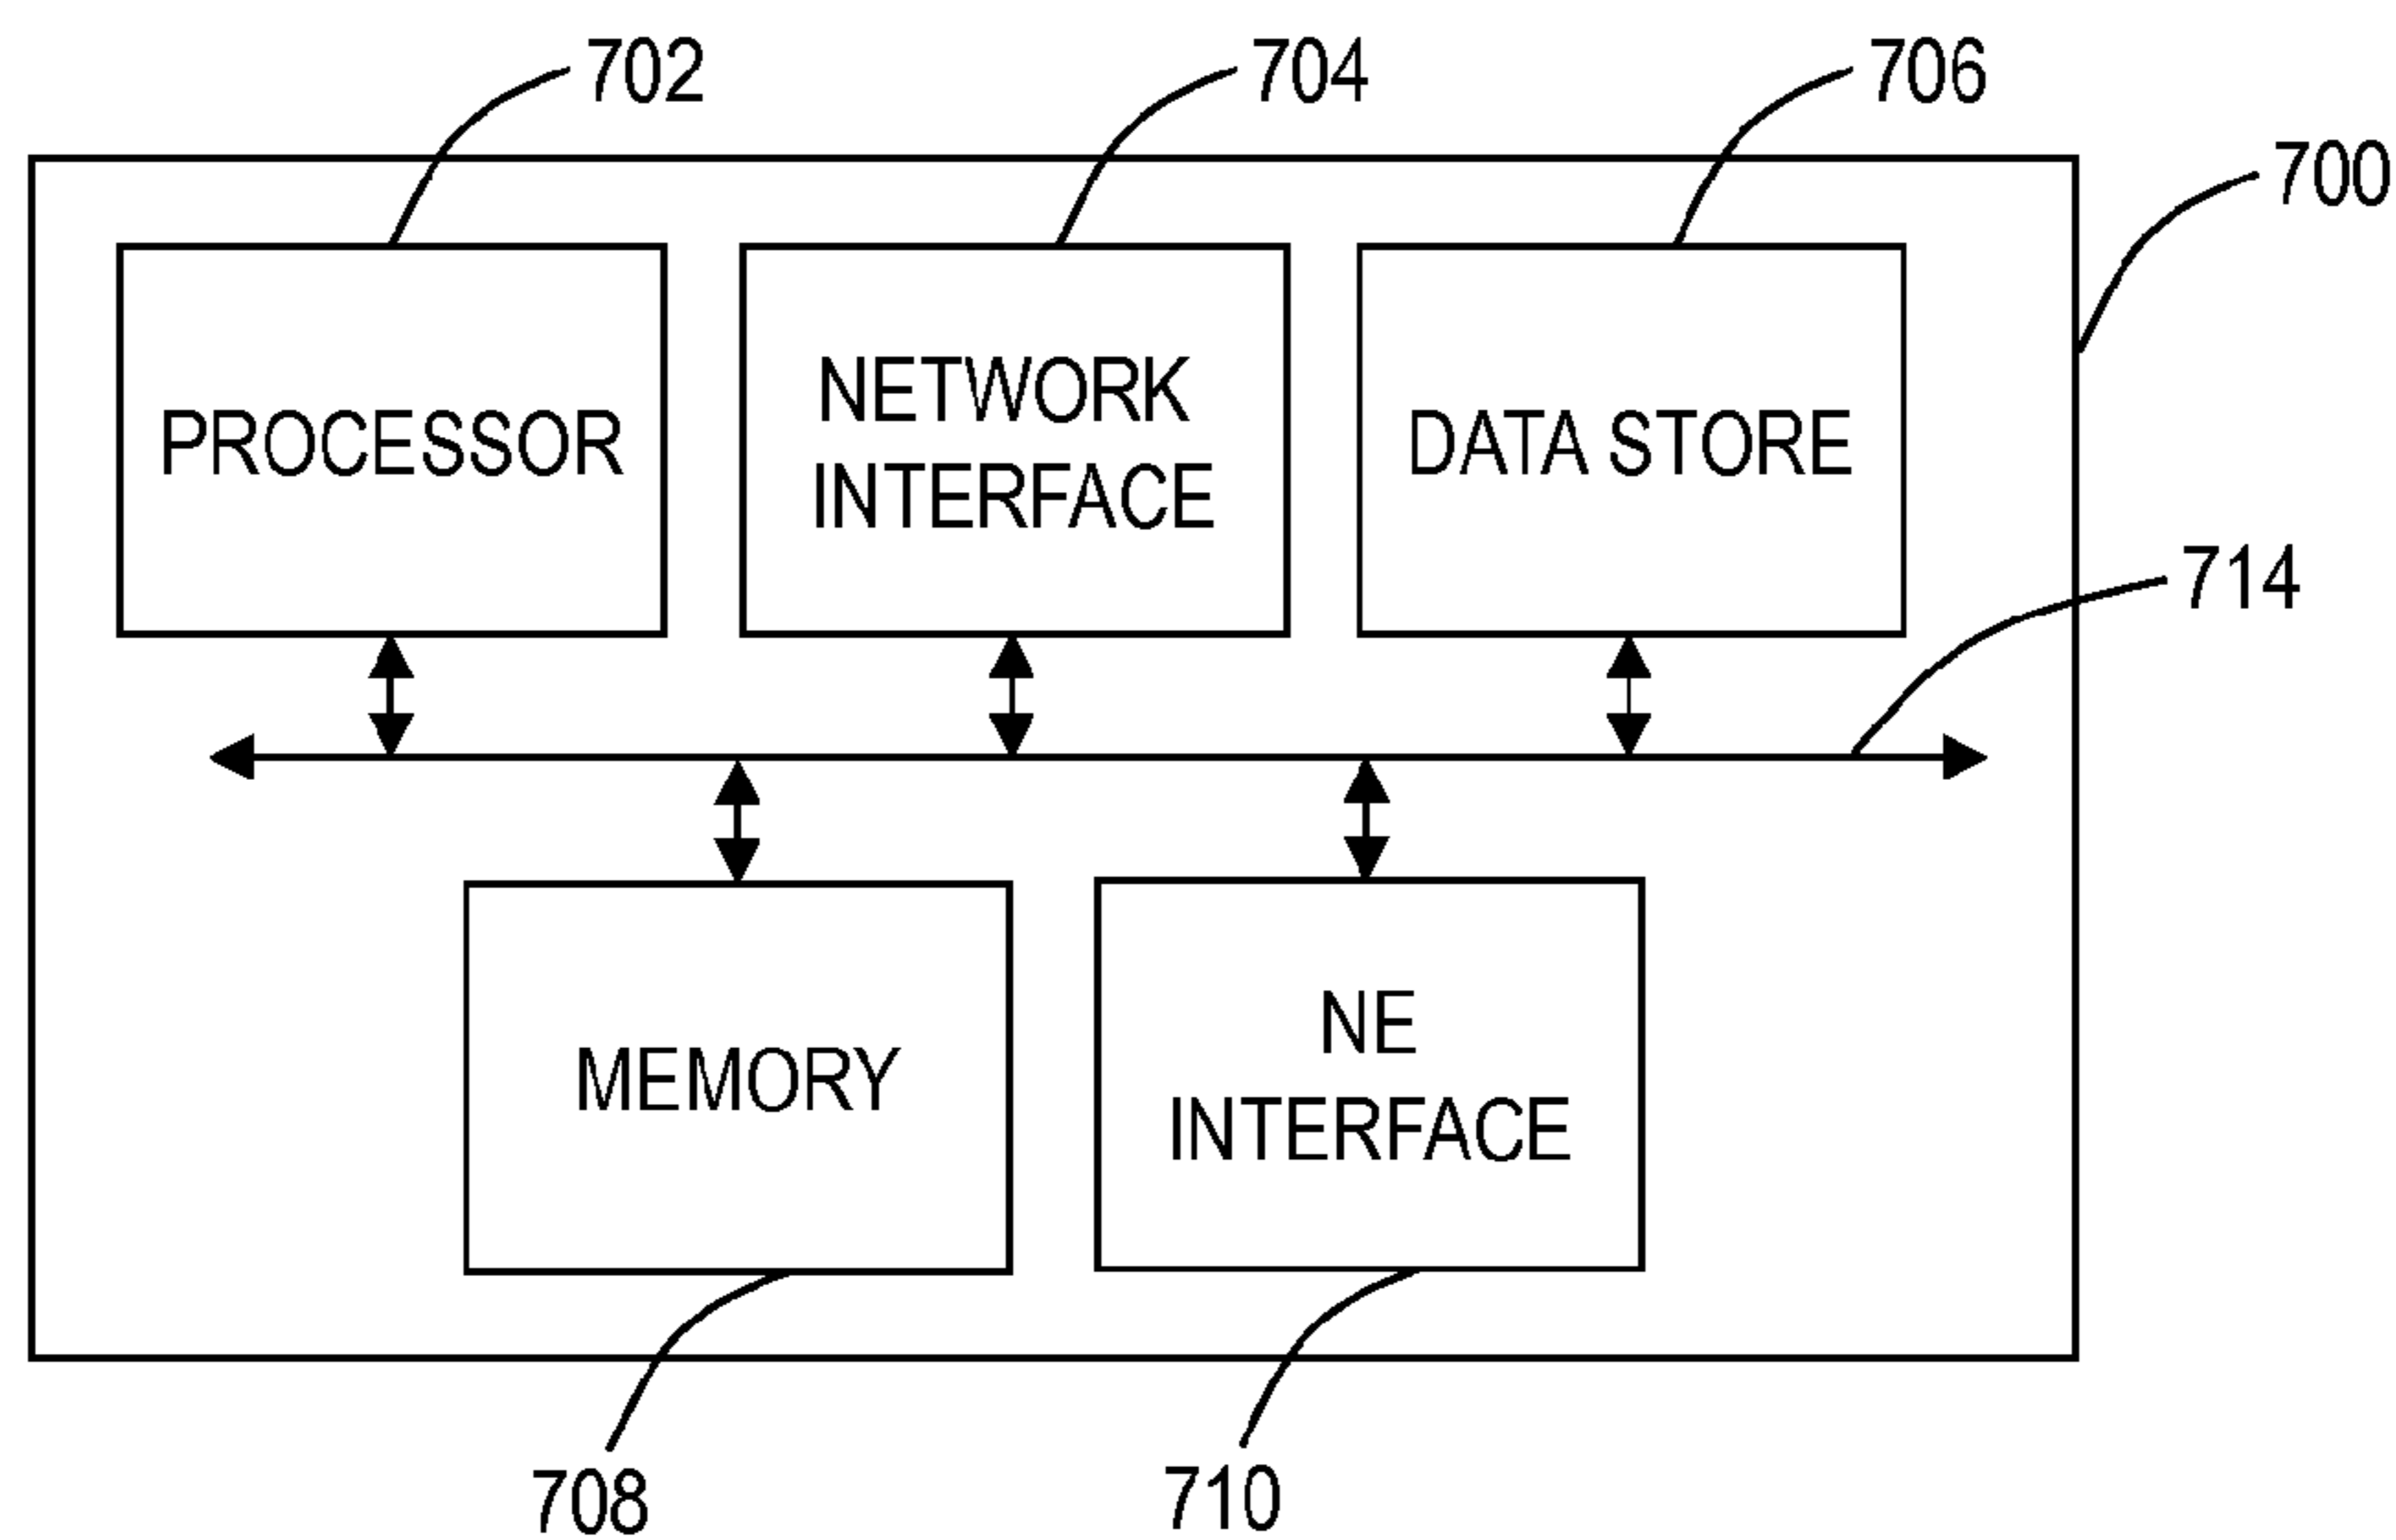 702
704
706
700
PROCESSOR
NETWORK
INTERFACE
DATA STORE
714
MEMORY
NE
INTERFACE
708
710